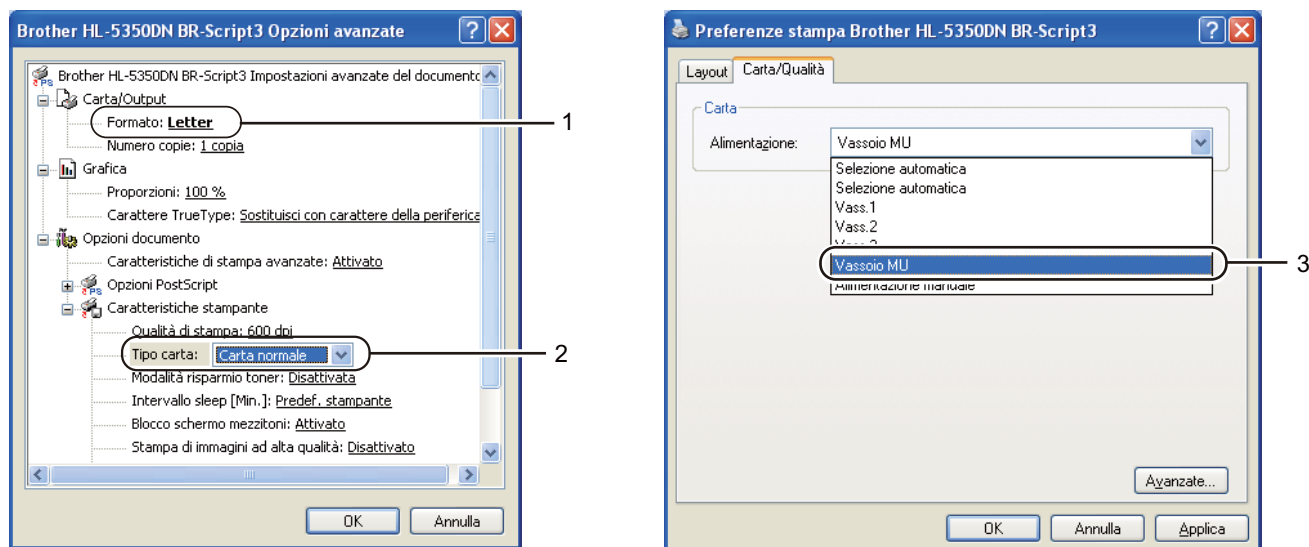 Brother HL-5350DN BR-Script3 Opzioni avanzate
Brother HL-5350DN BR-Script3 Impostazioni avanzate del documento
Carta/Output
Formato: Letter
1
Numero copie: 1 copia
Grafica
Proporzioni: 100 %
Carattere TrueType: Sostituisci con carattere della periferica
Opzioni documento
Caratteristiche di stampa avanzate: Attivato
Opzioni PostScript
Caratteristiche stampante
Qualità di stampa: 600 dpi
Tipo carta: Carta normale
2
Modalità risparmio toner: Disattivata
Intervallo sleep [Min.]: Predef. stampante
Blocco schermo mezzitoni: Attivato
Stampa di immagini ad alta qualità: Disattivato
OK Annulla
Preferenze stampa Brother HL-5350DN BR-Script3
Layout Carta/Qualità
Carta
Alimentazione: Vassoio MU
Selezione automatica
Selezione automatica
Vass.1
Vass.2
Vassoio MU
3
Alimentazione manuale
Avanzate...
OK Annulla Applica